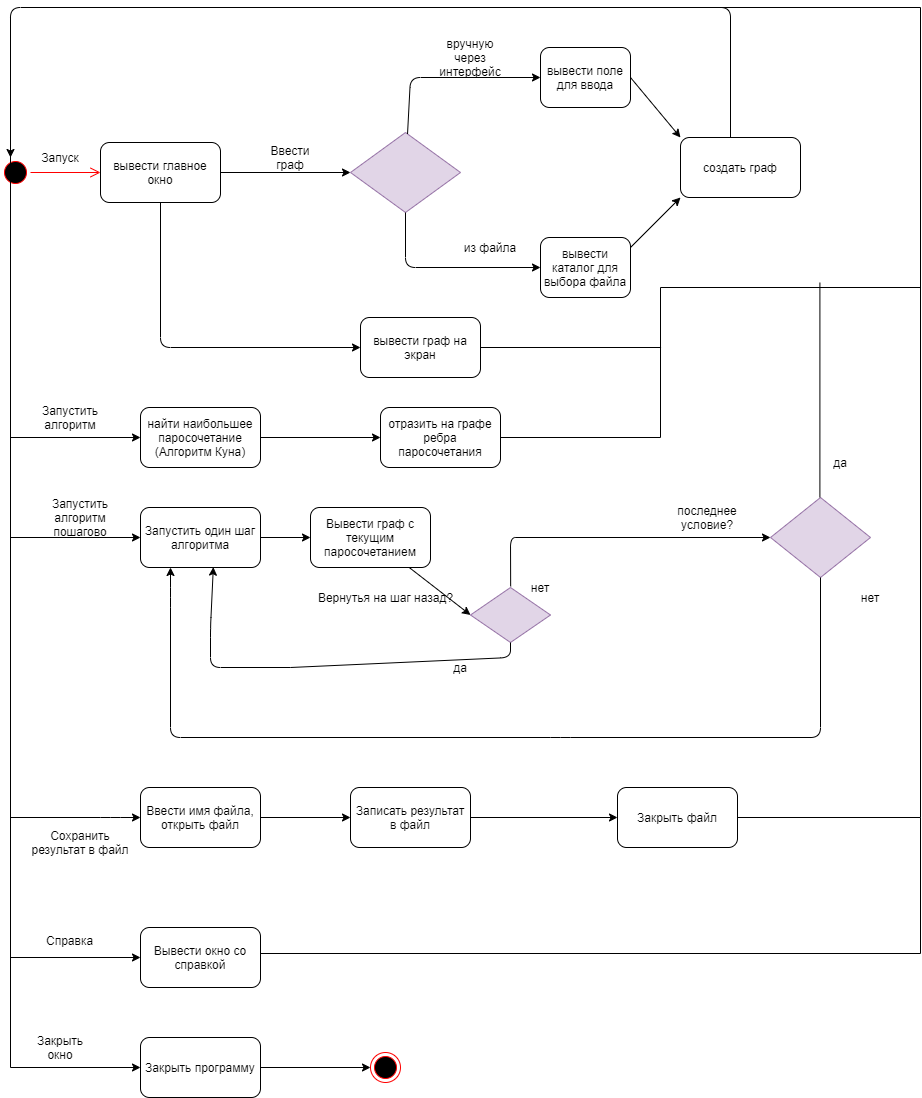 вручную
через
интерфейс
вывести поле
для ввода
Запуск
вывести главное
окно
Ввести
граф
создать граф
из файла
вывести
каталог для
выбора файла
вывести граф на
экран
Запустить
алгоритм
найти наибольшее
паросочетание
(Алгоритм Куна)
отразить на графе
ребра
паросочетания
да
Запустить
алгоритм
пошагово
Запустить один шаг
алгоритма
Вывести граф с
текущим
паросочетанием
последнее
условие?
Вернутья на шаг назад?
нет
нет
да
Ввести имя файла,
открыть файл
Записать результат
в файл
Закрыть файл
Сохранить
результат в файл
Справка
Вывести окно со
справкой
Закрыть
окно
Закрыть программу